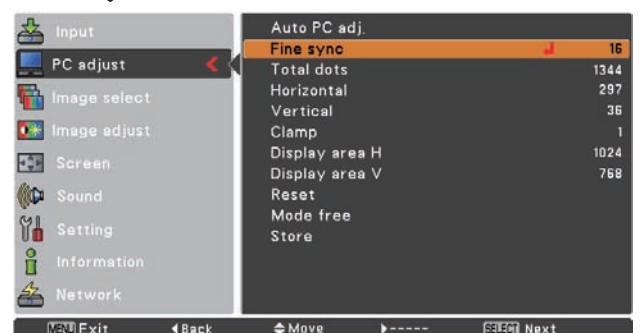 Input
PC adjust
Image select
Image adjust
Screen
Sound
Setting
Information
Network
Auto PC adj.
Fine sync 16
Total dots 1344
Horizontal 297
Vertical 36
Clamp 1
Display area H 1024
Display area V 768
Reset
Mode free
Store
MENU Exit Back Move ----- SELECT Next